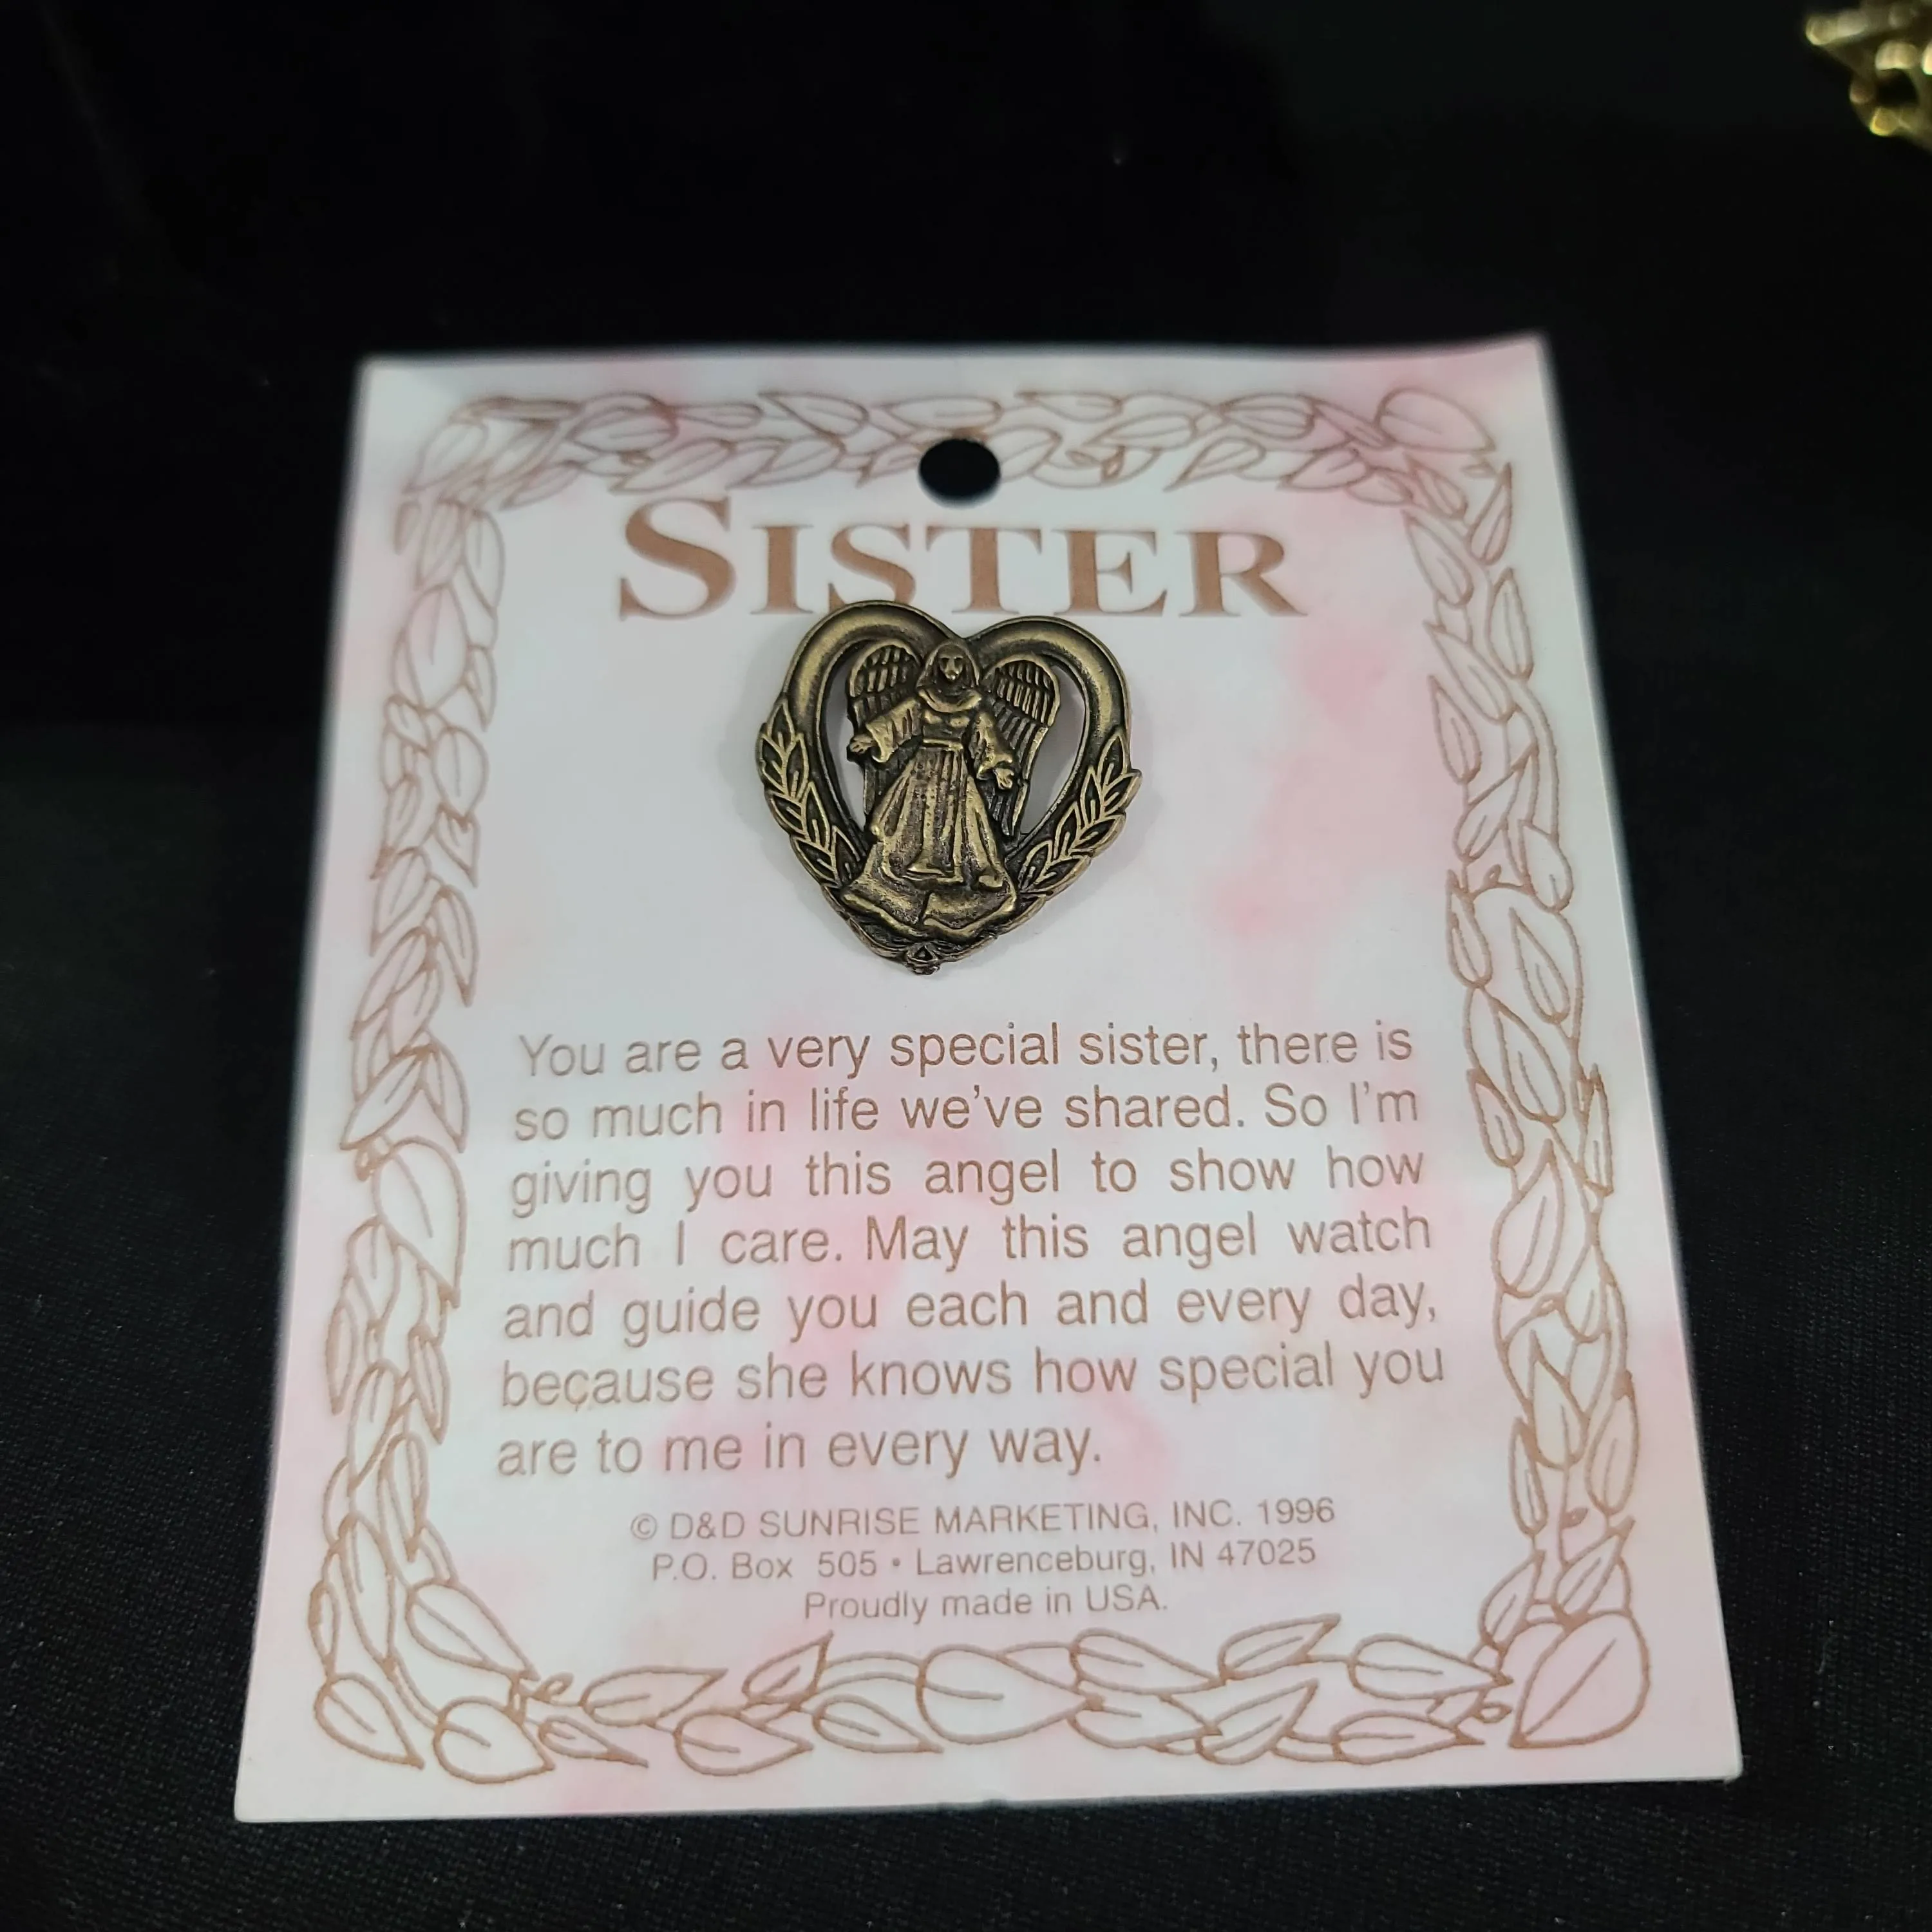 SISTER
You are a very special sister, there is
so much in life we've shared. So I'm
giving you this angel to show how
much I care. May this angel watch
and guide you each and every day,
because she knows how special you
are to me in every way.
© D&D SUNRISE MARKETING, INC. 1996
P.O. Box 505 • Lawrenceburg, IN 47025
Proudly made in USA.